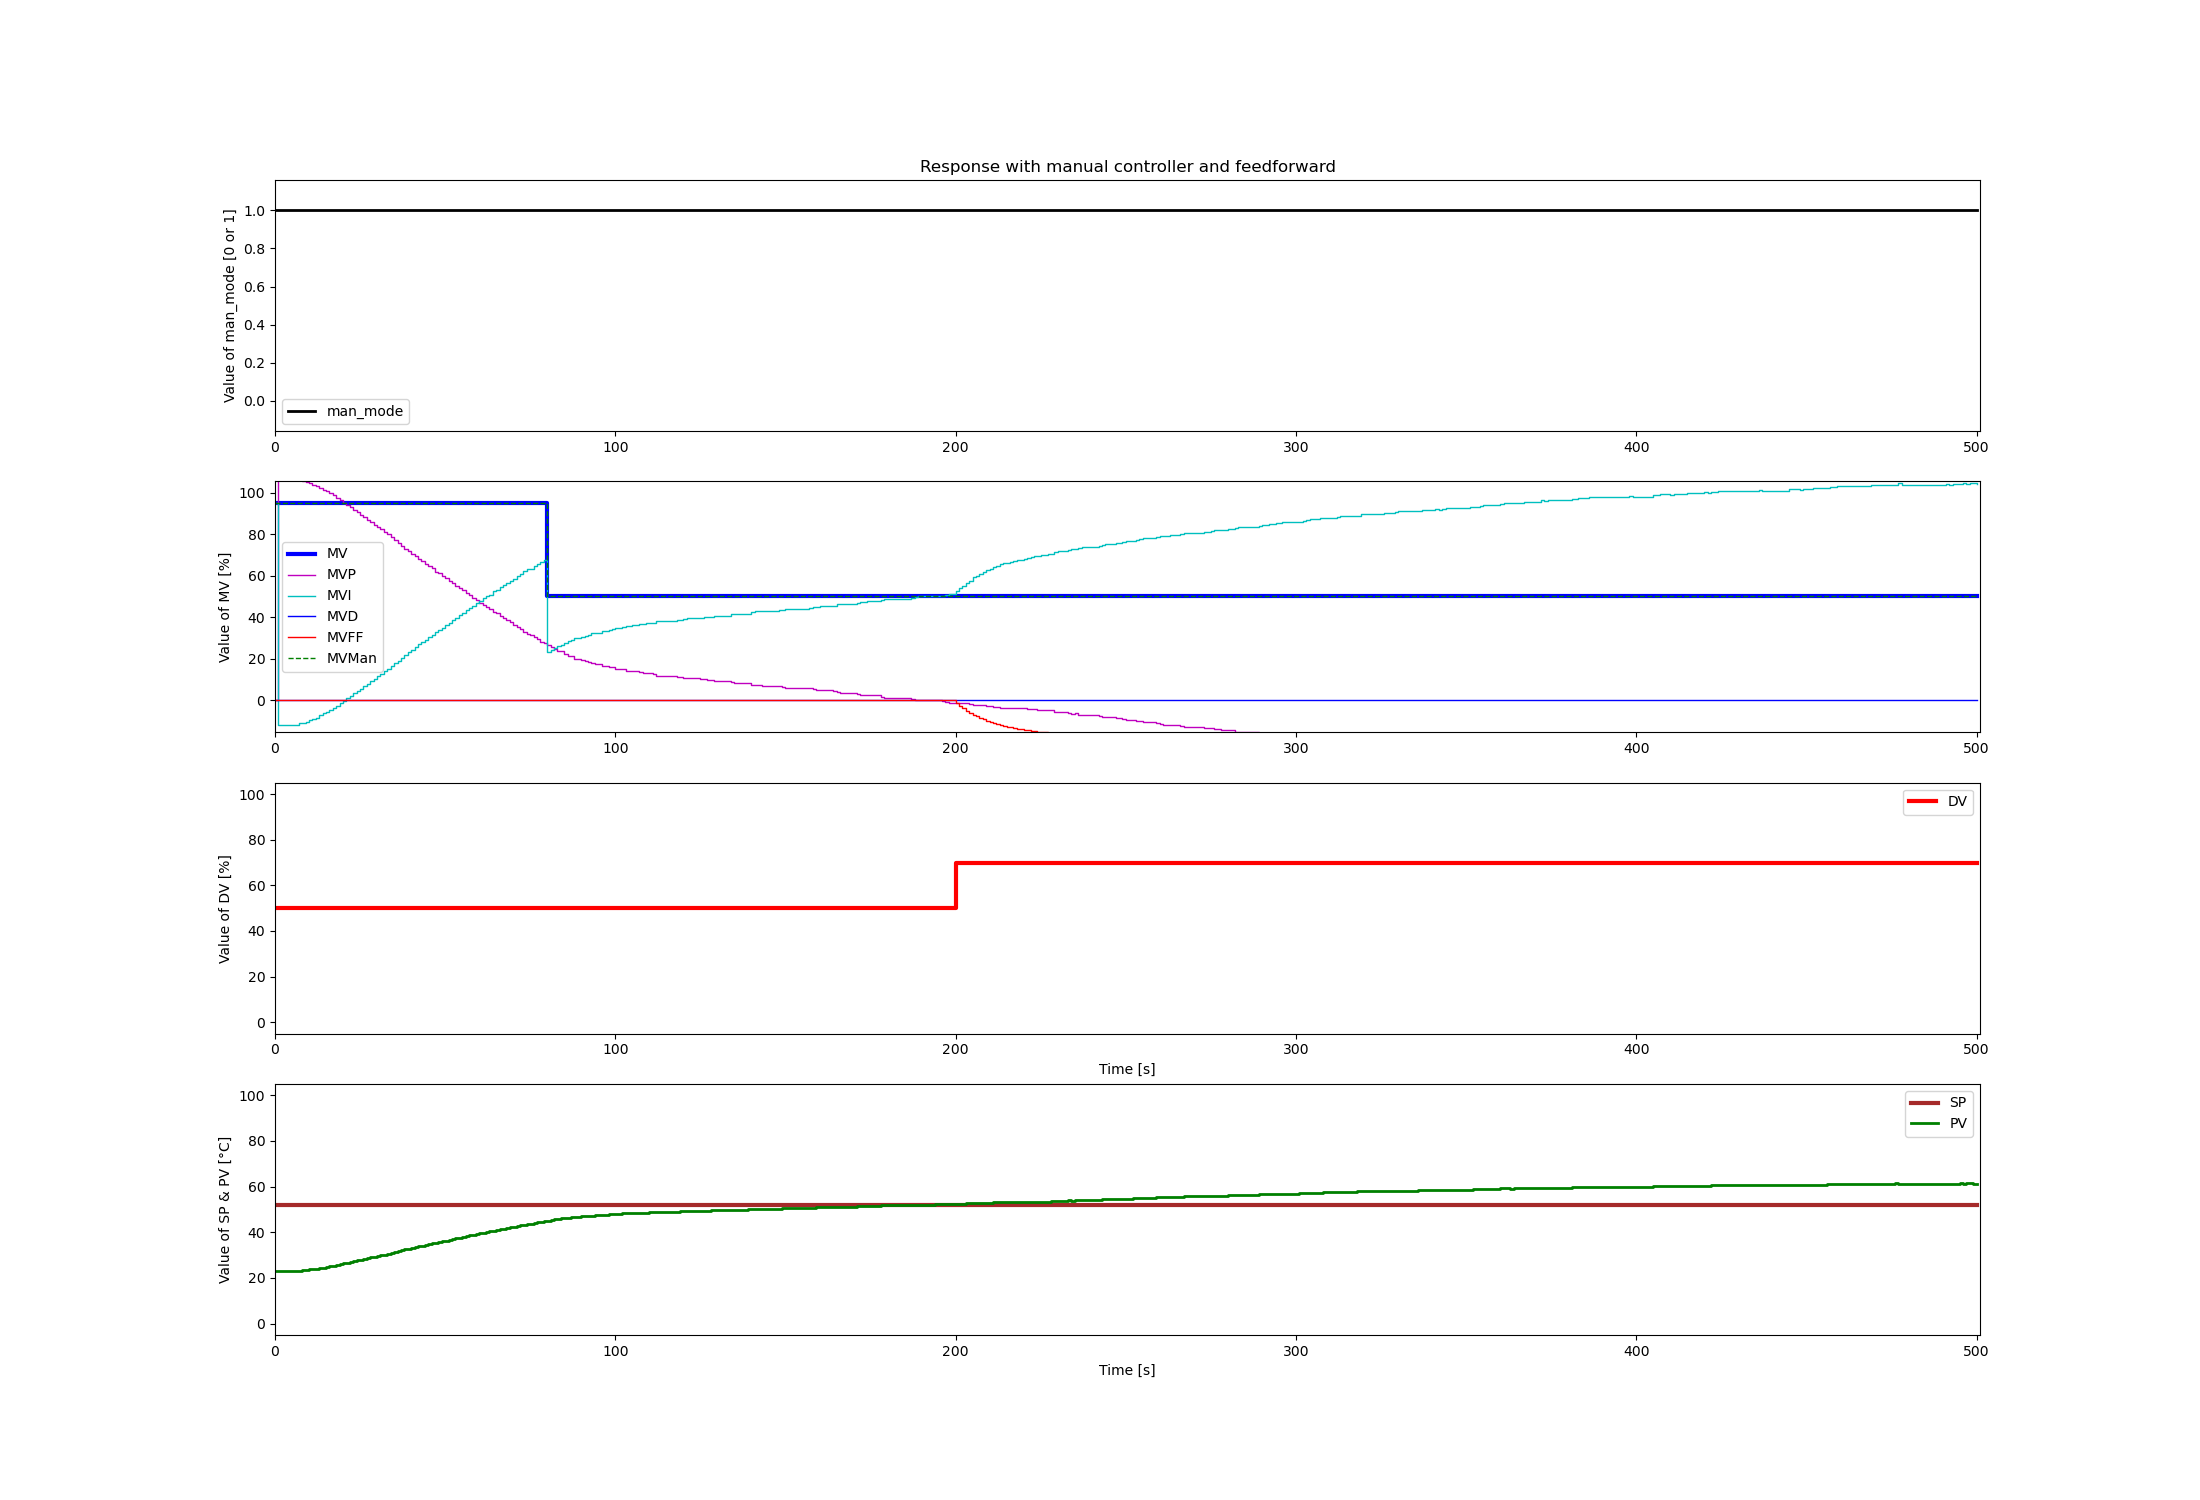 Response with manual controller and feedforward
Value of man_mode [0 or 1]
1.0
0.8
0.6
0.4
0.2
0.0
man_mode
0 100 200 300 400 500
Value of MV [%]
100
80
60
40
20
0
MV
MVP
MVI
MVD
MVFF
MVMan
0 100 200 300 400 500
Value of DV [%]
100
80
60
40
20
0
DV
0 100 200 300 400 500
Time [s]
Value of SP & PV [°C]
100
80
60
40
20
0
SP
PV
0 100 200 300 400 500
Time [s]